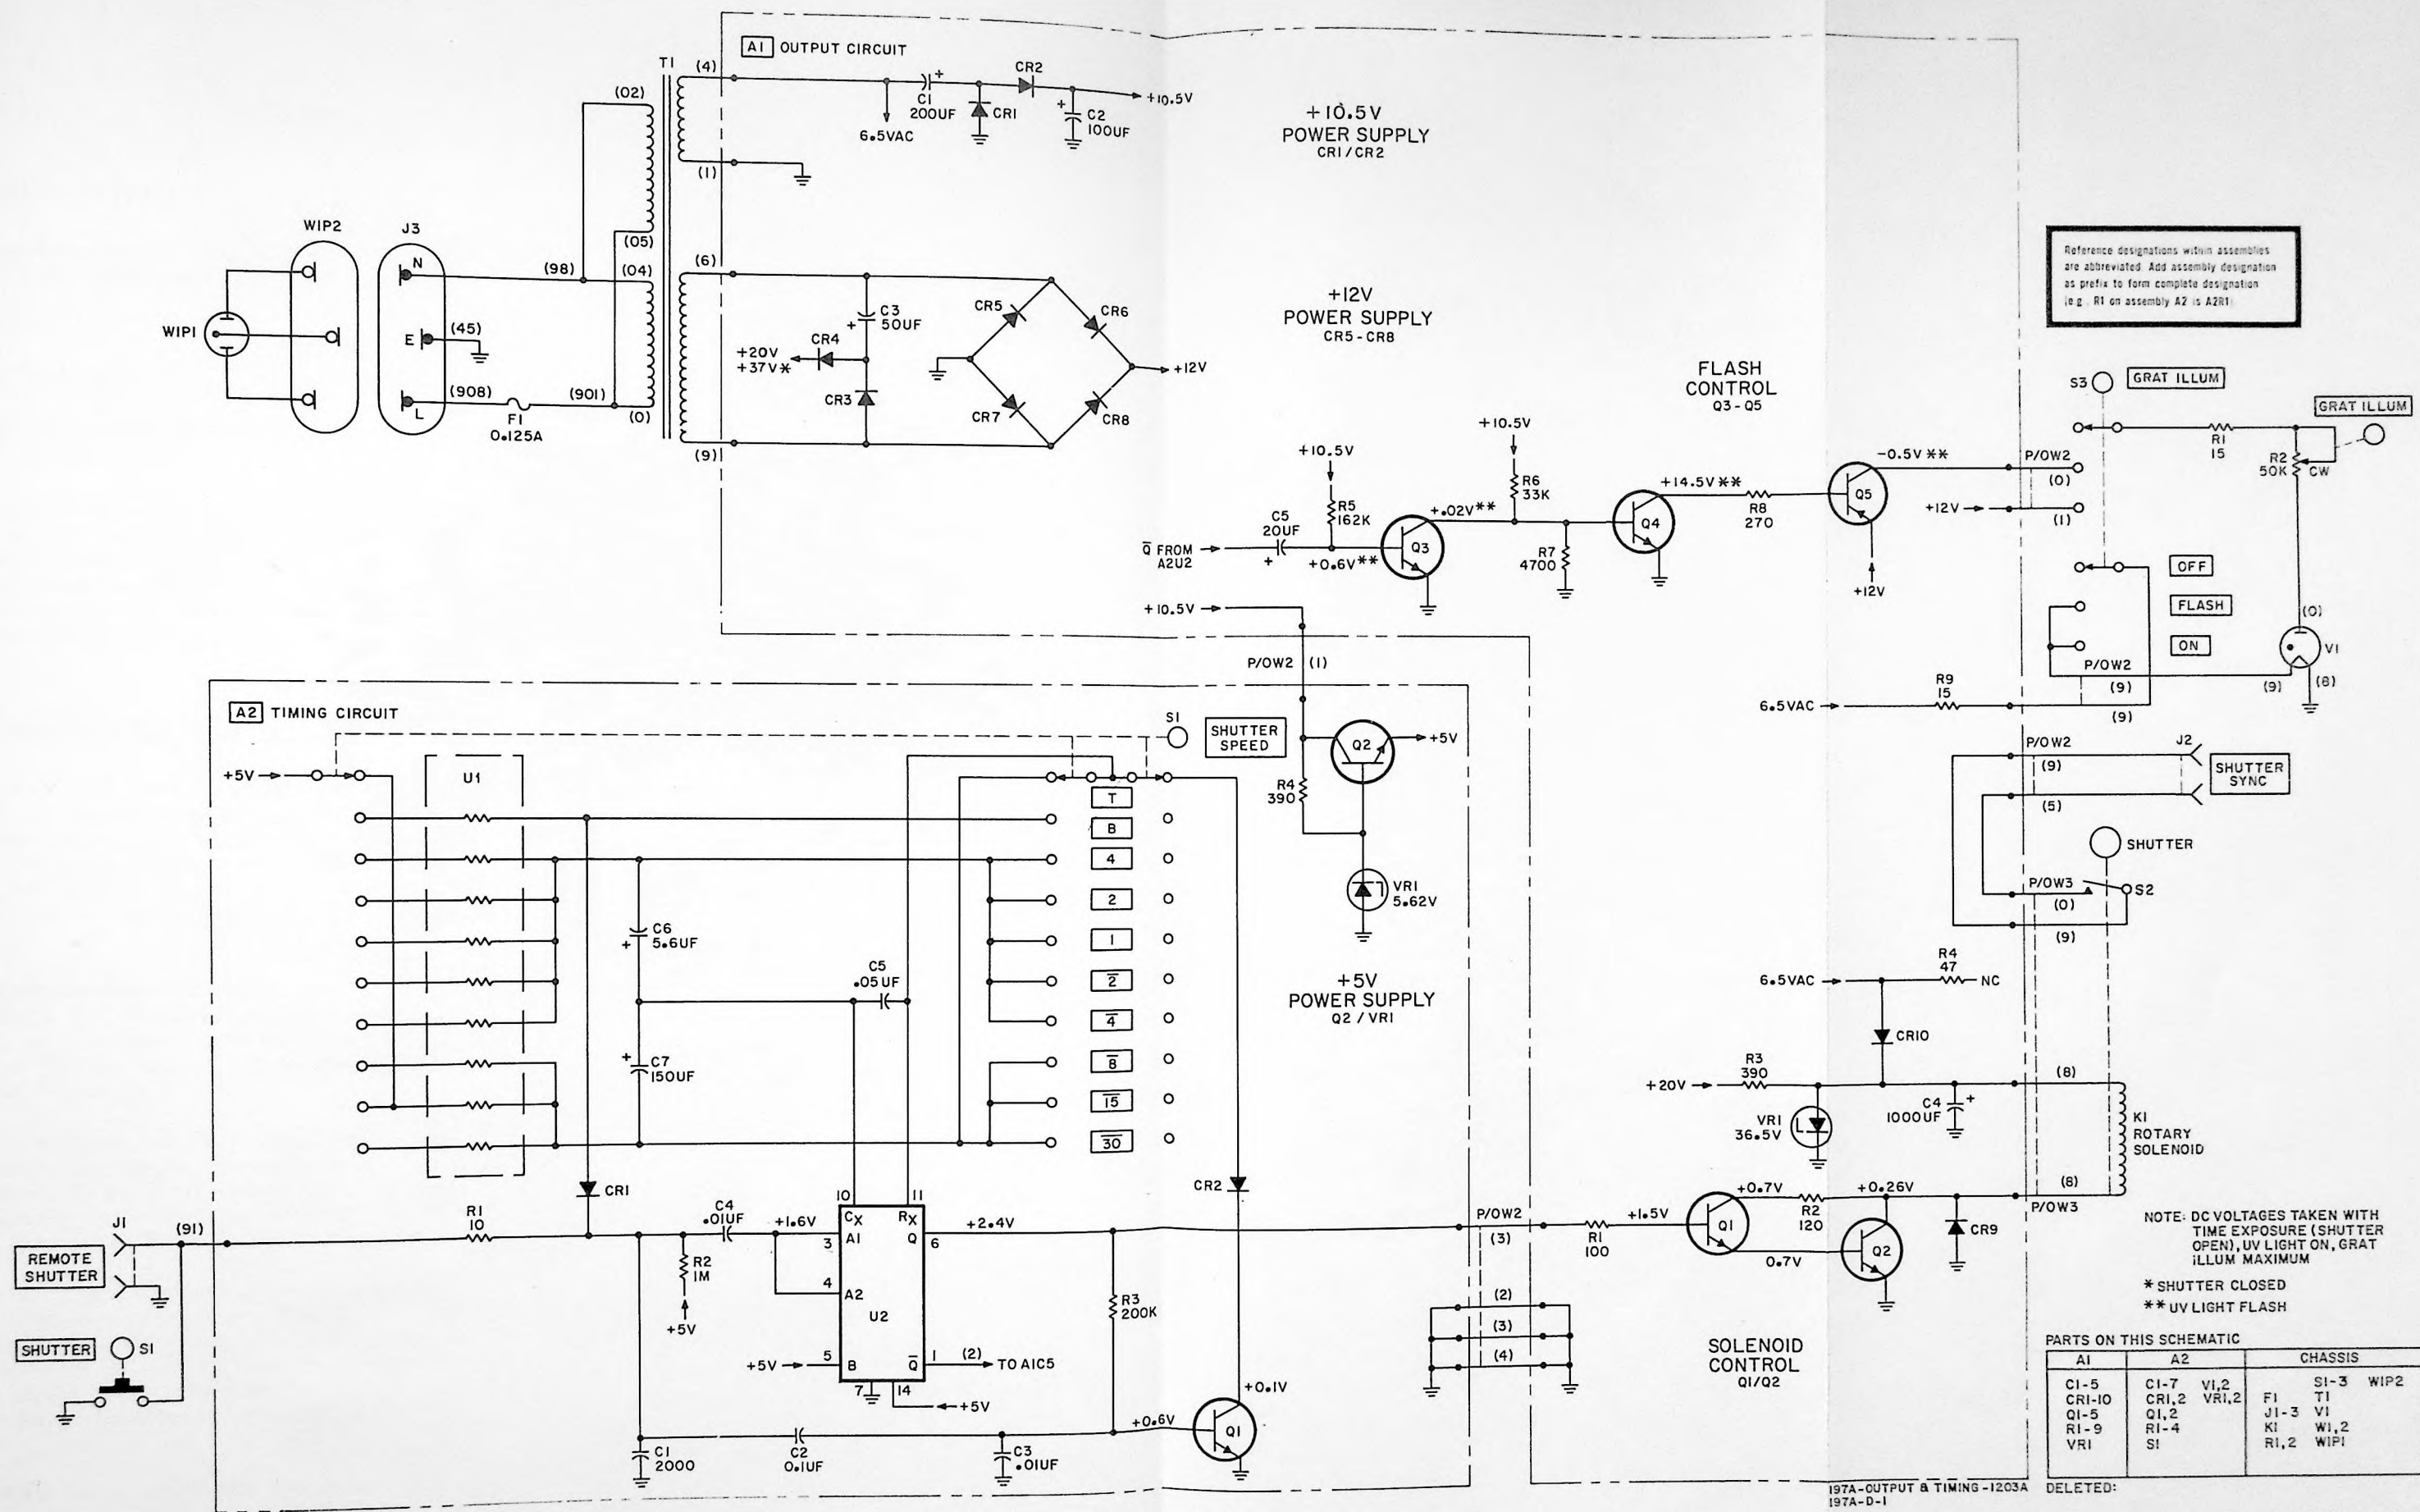 A1 OUTPUT CIRCUIT
T1
(4)
CR2
+10.5V
C1
200UF
+
CR1
6.5VAC
+
C2
100UF
(02)
(1)
+10.5V
POWER SUPPLY
CR1/CR2
(05)
WIP2
J3
N
(98)
(04)
(6)
WIP1
E
(45)
(908)
L
F1
0.125A
(901)
(0)
(9)
C3
50UF
+
CR4
+20V
+37V*
CR3
CR5
CR6
CR7
CR8
+12V
+12V
POWER SUPPLY
CR5-CR8
FLASH
CONTROL
Q3-Q5
Reference designations within assemblies
are abbreviated. Add assembly designation
as prefix to form complete designation
(e.g. R1 on assembly A2 is A2R1)
S3
GRAT ILLUM
GRAT ILLUM
R1
15
R2
50K
CW
+10.5V
R5
162K
+10.5V
R6
33K
C5
20UF
+
Q̅ FROM
A2U2
+0.6V**
Q3
+.02V**
R7
4700
Q4
+14.5V**
R8
270
Q5
-0.5V**
+12V
P/OW2
(0)
+12V
(1)
OFF
FLASH
ON
(0)
V1
P/OW2
(9)
(9)
(8)
R9
15
6.5VAC
(9)
+10.5V
P/OW2 (1)
A2 TIMING CIRCUIT
S1
SHUTTER
SPEED
+5V
U1
Q2
+5V
R4
390
VR1
5.62V
+5V
POWER SUPPLY
Q2/VR1
T
B
4
2
1
2̅
4̅
8̅
1̅5̅
3̅0̅
C6
5.6UF
+
C5
.05UF
+
C7
150UF
P/OW2
(9)
J2
SHUTTER
SYNC
(5)
SHUTTER
P/OW3
(0)
S2
(9)
6.5VAC
R4
47
NC
CR10
R3
390
+20V
VR1
36.5V
C4
1000UF
+
(8)
K1
ROTARY
SOLENOID
(8)
P/OW3
J1
(91)
REMOTE
SHUTTER
SHUTTER
S1
R1
10
CR1
C4
.01UF
+1.6V
R2
1M
+5V
10
11
CX
RX
3
A1
Q
6
4
A2
U2
5
B
Q̅
1
+5V
(2)
TO A1C5
7
14
+5V
+2.4V
R3
200K
CR2
+0.1V
+0.6V
Q1
C1
2000
C2
0.1UF
C3
.01UF
P/OW2
(3)
(2)
(3)
(4)
R1
100
+1.5V
Q1
+0.7V
R2
120
+0.26V
0.7V
Q2
CR9
SOLENOID
CONTROL
Q1/Q2
NOTE: DC VOLTAGES TAKEN WITH
TIME EXPOSURE (SHUTTER
OPEN), UV LIGHT ON, GRAT
ILLUM MAXIMUM
* SHUTTER CLOSED
** UV LIGHT FLASH
PARTS ON THIS SCHEMATIC
A1 A2 CHASSIS
C1-5 C1-7 V1,2 S1-3 WIP2
CR1-10 CR1,2 VR1,2 F1 T1
Q1-5 Q1,2 J1-3 V1
R1-9 R1-4 K1 W1,2
VR1 S1 R1,2 WIP1
197A-OUTPUT & TIMING-1203A
197A-D-1
DELETED: